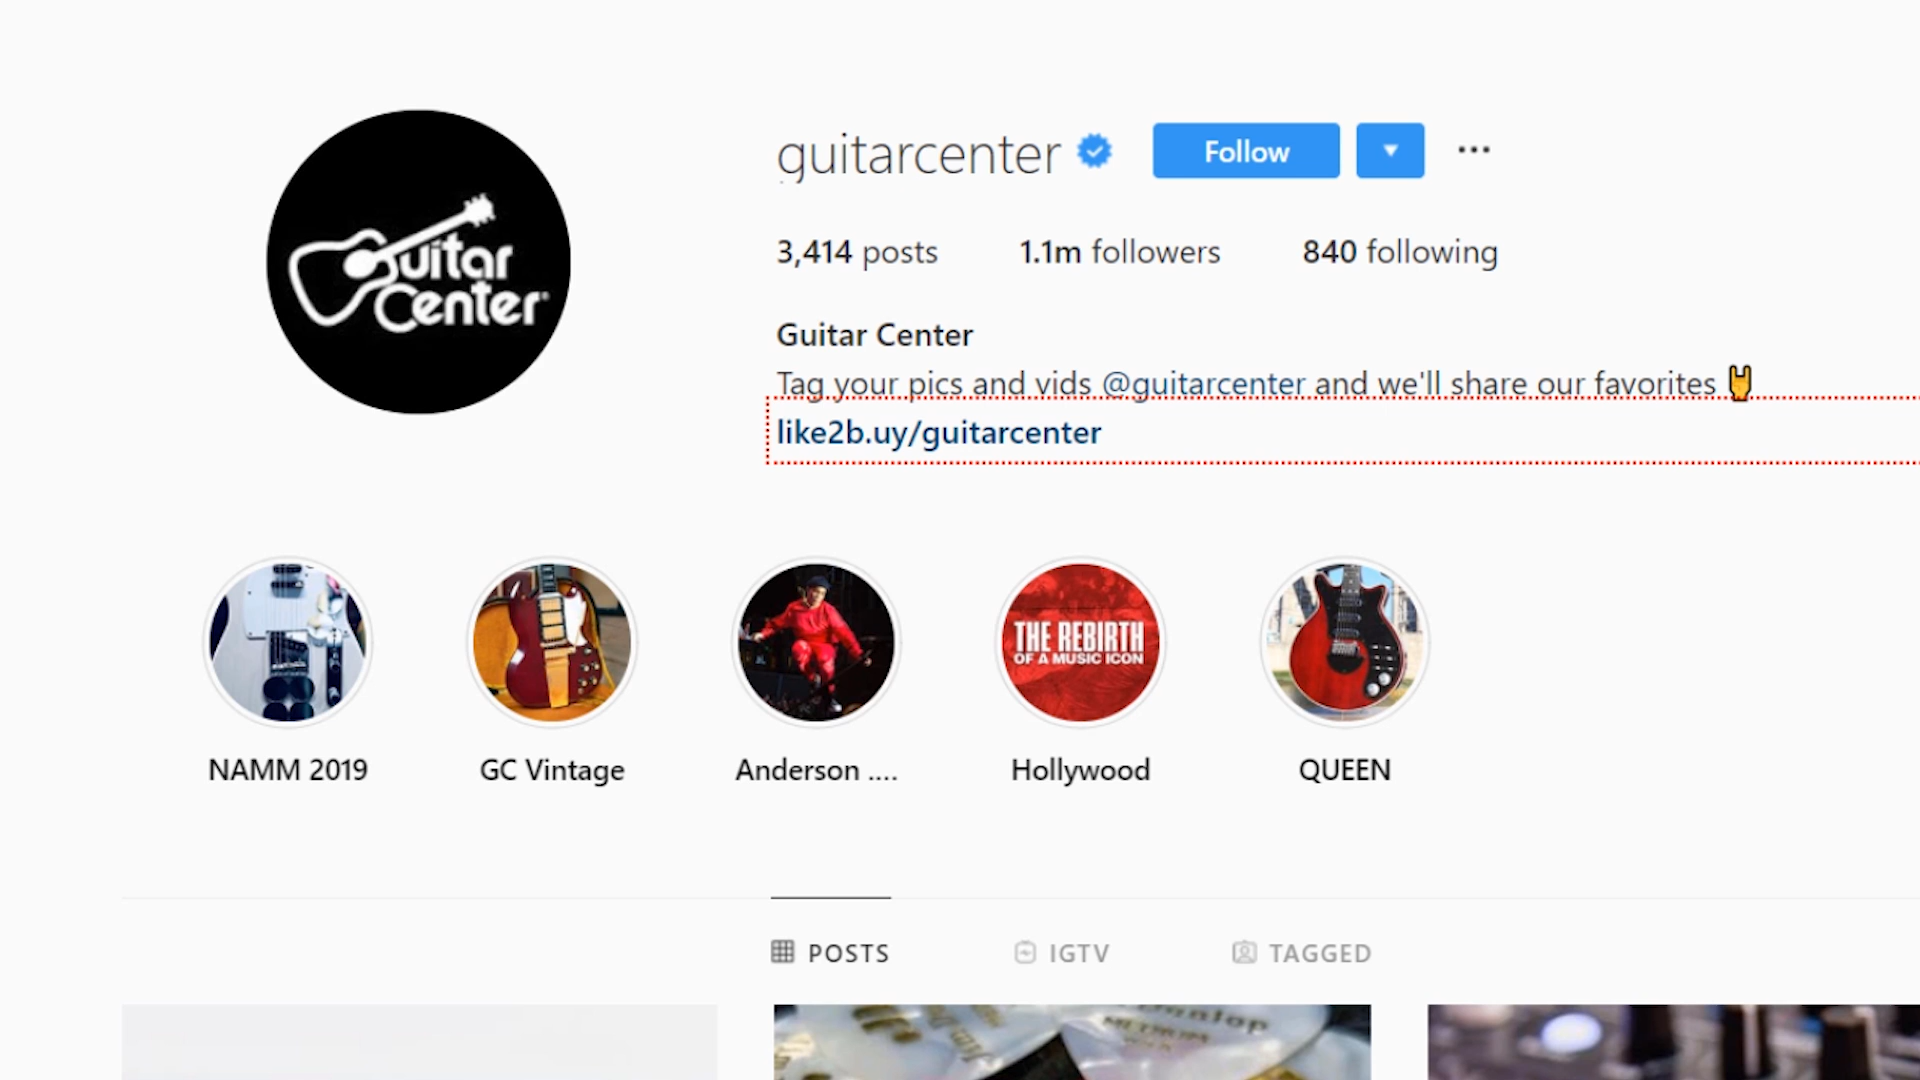 Guitar
Center
guitarcenter
Follow
3,414 posts 1.1m followers 840 following
Guitar Center
Tag your pics and vids @guitarcenter and we'll share our favorites 🤘
like2b.uy/guitarcenter
THE REBIRTH
OF A MUSIC ICON
NAMM 2019 GC Vintage Anderson .... Hollywood QUEEN
POSTS IGTV TAGGED